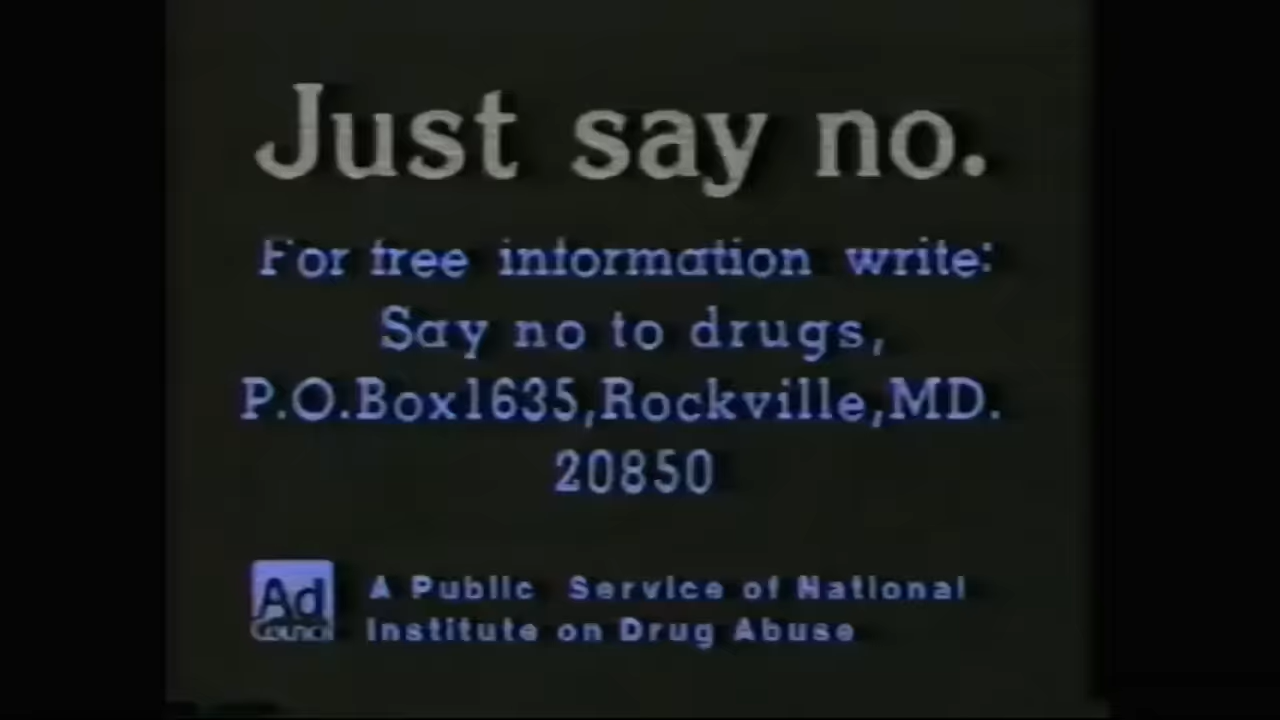 Just say no.
For free information write:
Say no to drugs,
P.O.Box1635,Rockville,MD.
20850
Ad
Council
A Public Service of National
Institute on Drug Abuse